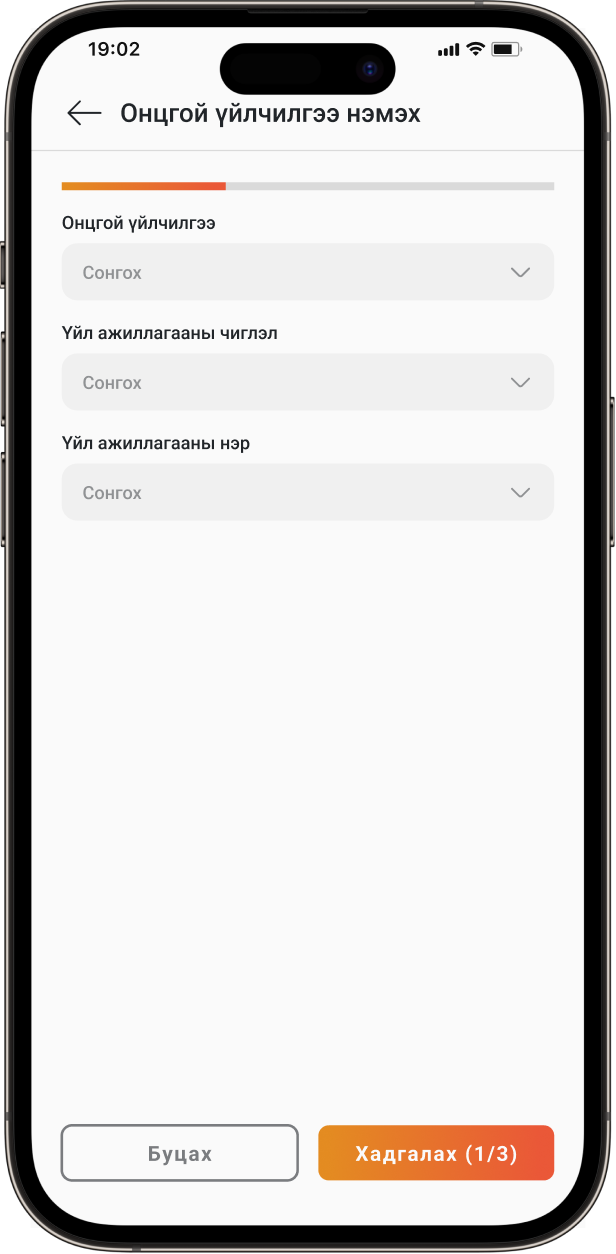 19:02
Онцгой үйлчилгээ нэмэх
Онцгой үйлчилгээ
Сонгох
Үйл ажиллагааны чиглэл
Сонгох
Үйл ажиллагааны нэр
Сонгох
Буцах
Хадгалах (1/3)